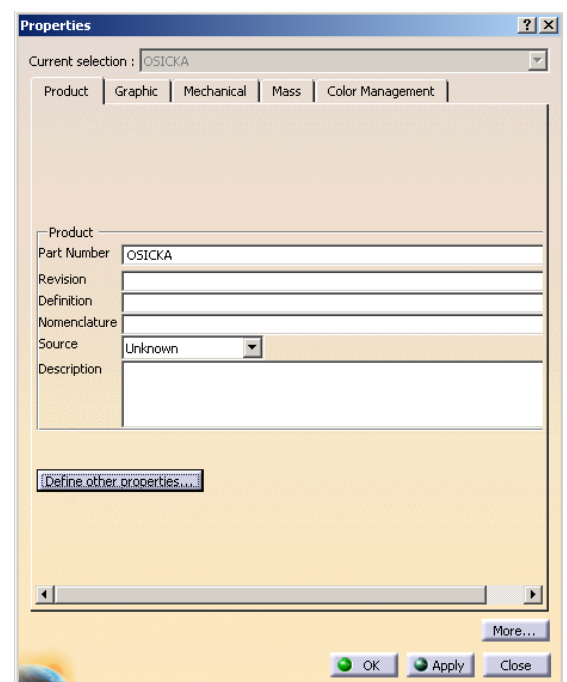 Properties
Current selection : OSICKA
Product Graphic Mechanical Mass Color Management
Product
Part Number OSICKA
Revision
Definition
Nomenclature
Source Unknown
Description
Define other properties...
More...
OK Apply Close